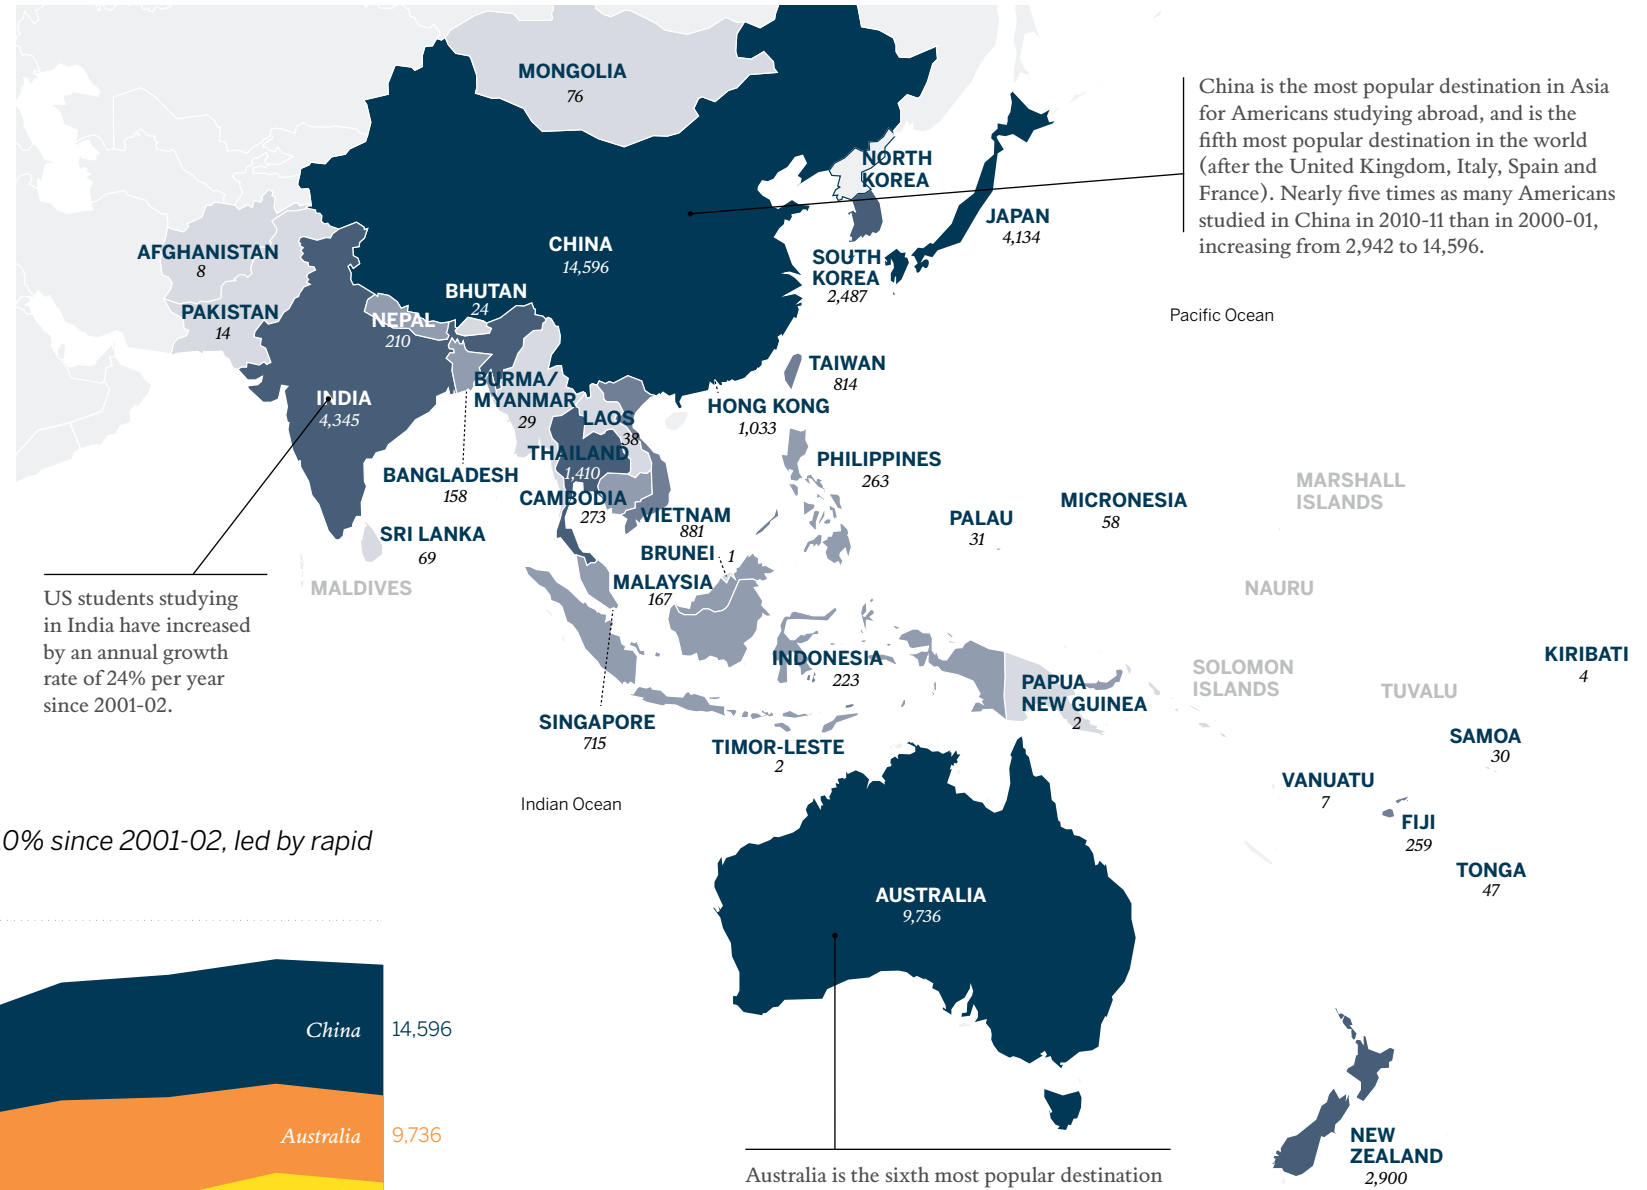 MONGOLIA
76
China is the most popular destination in Asia
for Americans studying abroad, and is the
fifth most popular destination in the world
(after the United Kingdom, Italy, Spain and
France). Nearly five times as many Americans
studied in China in 2010-11 than in 2000-01,
increasing from 2,942 to 14,596.
NORTH
KOREA
JAPAN
4,134
AFGHANISTAN
8
CHINA
14,596
SOUTH
KOREA
2,487
BHUTAN
24
PAKISTAN
14
NEPAL
210
Pacific Ocean
TAIWAN
814
BURMA/
MYANMAR
29
INDIA
4,345
HONG KONG
1,033
LAOS
38
THAILAND
1,410
PHILIPPINES
263
BANGLADESH
158
CAMBODIA
273
MARSHALL
ISLANDS
MICRONESIA
58
PALAU
31
VIETNAM
881
SRI LANKA
69
BRUNEI
1
MALDIVES
MALAYSIA
167
NAURU
US students studying
in India have increased
by an annual growth
rate of 24% per year
since 2001-02.
INDONESIA
223
KIRIBATI
4
SOLOMON
ISLANDS
TUVALU
PAPUA
NEW GUINEA
2
SINGAPORE
715
TIMOR-LESTE
2
SAMOA
30
VANUATU
7
Indian Ocean
FIJI
259
.0% since 2001-02, led by rapid
TONGA
47
AUSTRALIA
9,736
China 14,596
Australia 9,736
NEW
ZEALAND
2,900
Australia is the sixth most popular destination